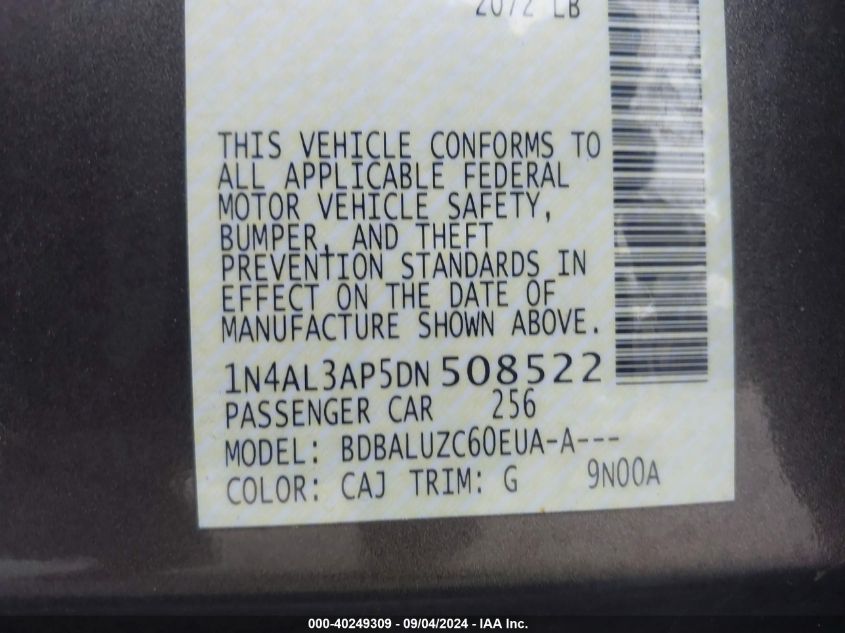 2072 LB
THIS VEHICLE CONFORMS TO
ALL APPLICABLE FEDERAL
MOTOR VEHICLE SAFETY,
BUMPER, AND THEFT
PREVENTION STANDARDS IN
EFFECT ON THE DATE OF
MANUFACTURE SHOWN ABOVE.
1N4AL3AP5DN 508522
PASSENGER CAR 256
MODEL: BDBALUZC60EUA-A---
COLOR: CAJ TRIM: G 9N00A
000-40249309 - 09/04/2024 - IAA Inc.